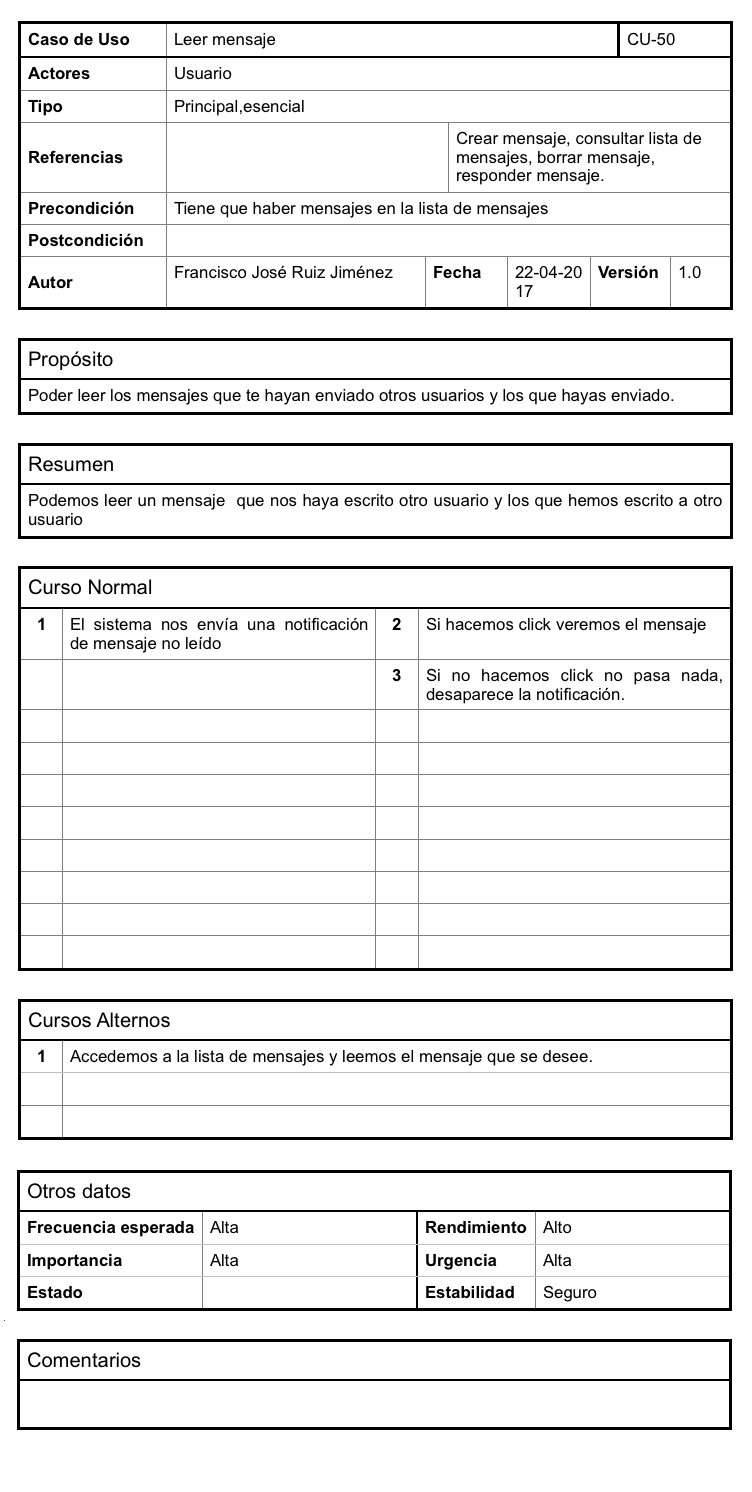 Caso de Uso Leer mensaje CU-50
Actores Usuario
Tipo Principal,esencial
Referencias Crear mensaje, consultar lista de
mensajes, borrar mensaje,
responder mensaje.
Precondición Tiene que haber mensajes en la lista de mensajes
Postcondición
Autor Francisco José Ruiz Jiménez Fecha 22-04-20 Versión 1.0
17
Propósito
Poder leer los mensajes que te hayan enviado otros usuarios y los que hayas enviado.
Resumen
Podemos leer un mensaje que nos haya escrito otro usuario y los que hemos escrito a otro
usuario
Curso Normal
1 El sistema nos envía una notificación 2 Si hacemos click veremos el mensaje
de mensaje no leído
3 Si no hacemos click no pasa nada,
desaparece la notificación.
Cursos Alternos
1 Accedemos a la lista de mensajes y leemos el mensaje que se desee.
Otros datos
Frecuencia esperada Alta Rendimiento Alto
Importancia Alta Urgencia Alta
Estado Estabilidad Seguro
Comentarios